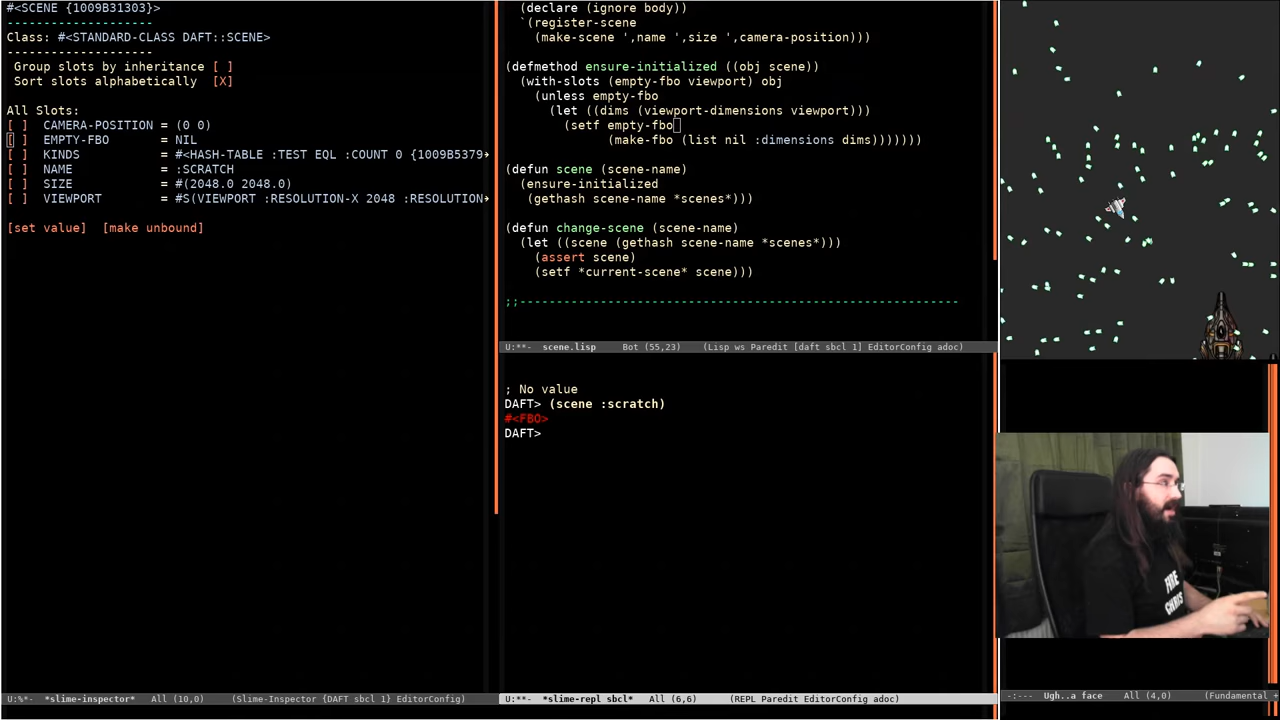 #<SCENE {1009B31303}>
--------------------
Class: #<STANDARD-CLASS DAFT::SCENE>
--------------------
Group slots by inheritance [ ]
Sort slots alphabetically  [X]
All Slots:
[ ]  CAMERA-POSITION = (0 0)
[ ]  EMPTY-FBO       = NIL
[ ]  KINDS           = #<HASH-TABLE :TEST EQL :COUNT 0 {1009B5379
[ ]  NAME            = :SCRATCH
[ ]  SIZE            = #(2048.0 2048.0)
[ ]  VIEWPORT        = #S(VIEWPORT :RESOLUTION-X 2048 :RESOLUTION
[set value]  [make unbound]
U:%*-  *slime-inspector*   All (10,0)    (Slime-Inspector {DAFT sbcl 1} EditorConfig)
(declare (ignore body))
`(register-scene
(make-scene ',name ',size ',camera-position)))
(defmethod ensure-initialized ((obj scene))
(with-slots (empty-fbo viewport) obj
(unless empty-fbo
(let ((dims (viewport-dimensions viewport)))
(setf empty-fbo
(make-fbo (list nil :dimensions dims)))))))
(defun scene (scene-name)
(ensure-initialized
(gethash scene-name *scenes*)))
(defun change-scene (scene-name)
(let ((scene (gethash scene-name *scenes*)))
(assert scene)
(setf *current-scene* scene)))
;;------------------------------------------------------------
U:**-  scene.lisp    Bot (55,23)    (Lisp ws Paredit [daft sbcl 1] EditorConfig adoc)
; No value
DAFT> (scene :scratch)
#<FBO>
DAFT>
U:**-  *slime-repl sbcl*   All (6,6)     (REPL Paredit EditorConfig adoc)
FIRE
CHRIS
-:---  Ugh..a face    All (4,0)     (Fundamental +